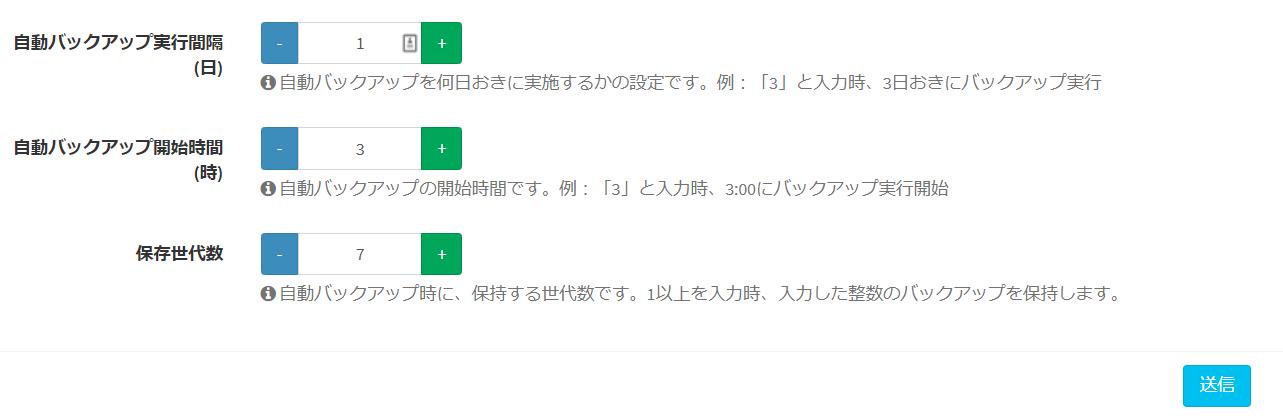 自動バックアップ実行間隔
(日)
- 1 +
自動バックアップを何日おきに実施するかの設定です。例：「3」と入力時、3日おきにバックアップ実行
自動バックアップ開始時間
(時)
- 3 +
自動バックアップの開始時間です。例：「3」と入力時、3:00にバックアップ実行開始
保存世代数
- 7 +
自動バックアップ時に、保持する世代数です。1以上を入力時、入力した整数のバックアップを保持します。
送信